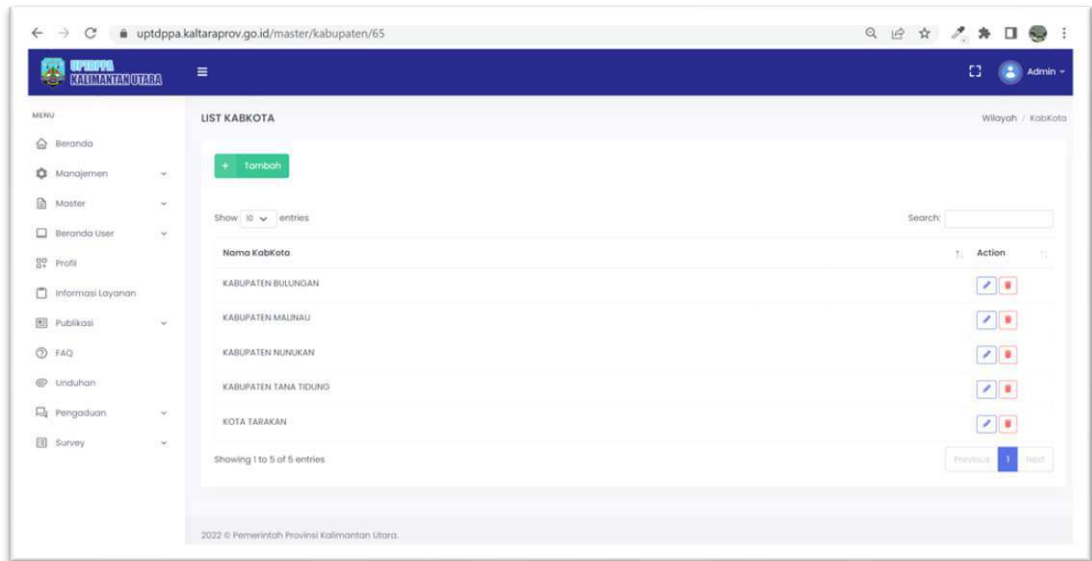 uptdppa.kaltaraprov.go.id/master/kabupaten/65
UPTDPPA
KALIMANTAN UTARA
Admin
MENU
LIST KABKOTA
Wilayah / KabKota
Beranda
+ Tambah
Manajemen
Master
Show 10 entries
Search:
Beranda User
Nama KabKota
Action
Profil
KABUPATEN BULUNGAN
Informasi Layanan
KABUPATEN MALINAU
Publikasi
KABUPATEN NUNUKAN
FAQ
Unduhan
KABUPATEN TANA TIDUNG
Pengaduan
KOTA TARAKAN
Survey
Showing 1 to 5 of 5 entries
Previous 1 Next
2022 © Pemerintah Provinsi Kalimantan Utara.